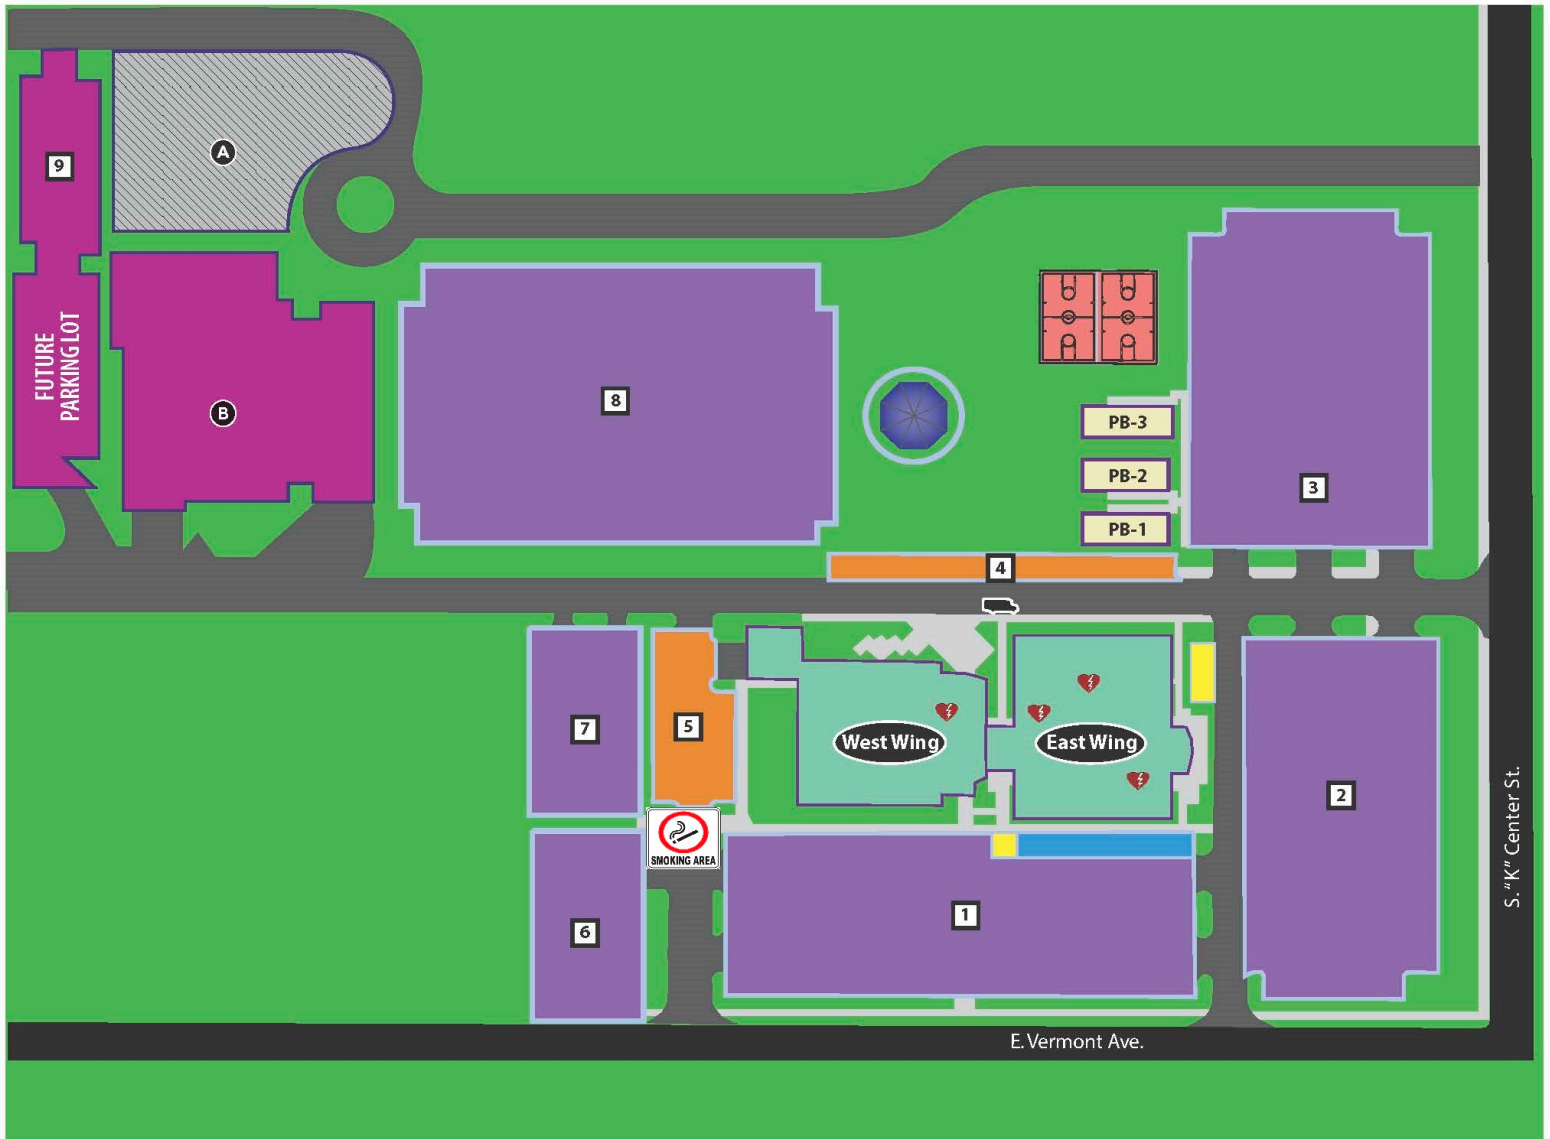 A
9
FUTURE
PARKING LOT
B
8
PB-3
PB-2
PB-1
3
4
7
5
West Wing
East Wing
2
SMOKING AREA
6
1
S. "K" Center St.
E. Vermont Ave.